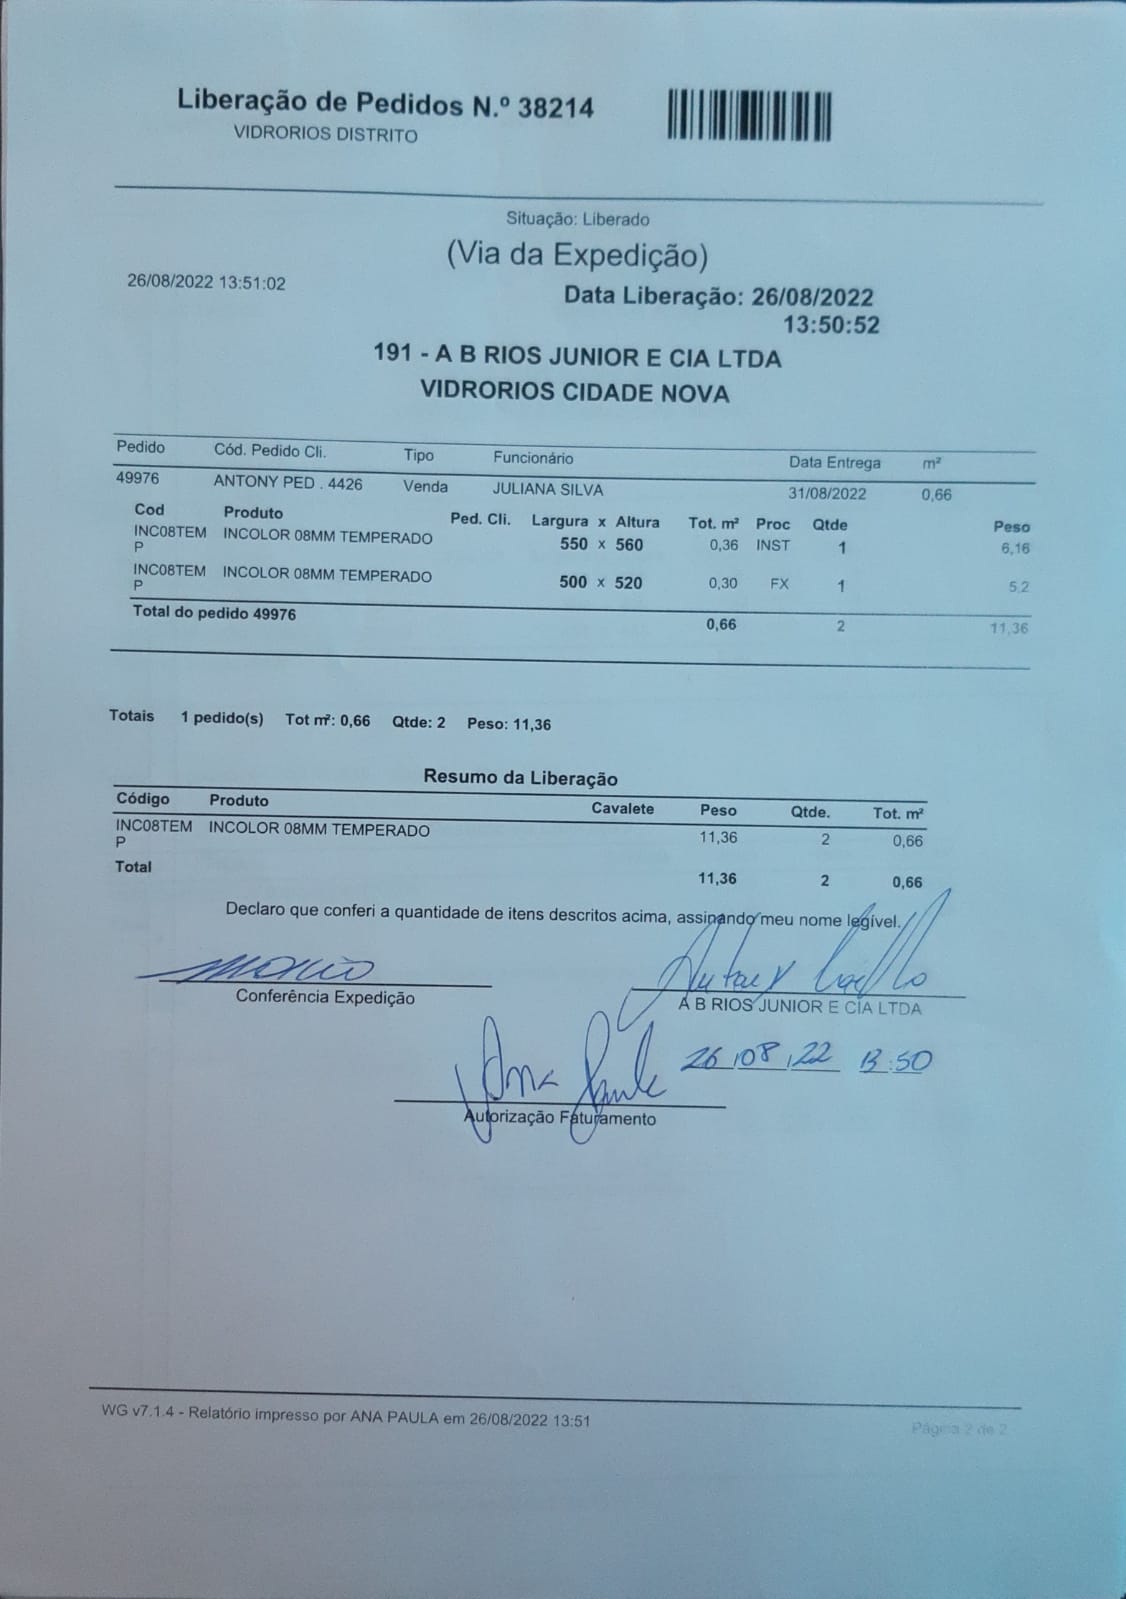 Liberação de Pedidos N.º 38214
VIDRORIOS DISTRITO
Situação: Liberado
(Via da Expedição)
26/08/2022 13:51:02
Data Liberação: 26/08/2022
13:50:52
191 - A B RIOS JUNIOR E CIA LTDA
VIDRORIOS CIDADE NOVA
Pedido Cód. Pedido Cli. Tipo Funcionário Data Entrega m²
49976 ANTONY PED . 4426 Venda JULIANA SILVA 31/08/2022 0,66
Cod Produto Ped. Cli. Largura x Altura Tot. m² Proc Qtde Peso
INC08TEM INCOLOR 08MM TEMPERADO 550 x 560 0,36 INST 1 6,16
P
INC08TEM INCOLOR 08MM TEMPERADO 500 x 520 0,30 FX 1 5,2
P
Total do pedido 49976 0,66 2 11,36
Totais 1 pedido(s) Tot m²: 0,66 Qtde: 2 Peso: 11,36
Resumo da Liberação
Código Produto Cavalete Peso Qtde. Tot. m²
INC08TEM INCOLOR 08MM TEMPERADO 11,36 2 0,66
P
Total 11,36 2 0,66
Declaro que conferi a quantidade de itens descritos acima, assinando meu nome legível.
Conferência Expedição
A B RIOS JUNIOR E CIA LTDA
26/08/22 13:50
Ana Paula
Autorização Faturamento
WG v7.1.4 - Relatório impresso por ANA PAULA em 26/08/2022 13:51
Página 2 de 2